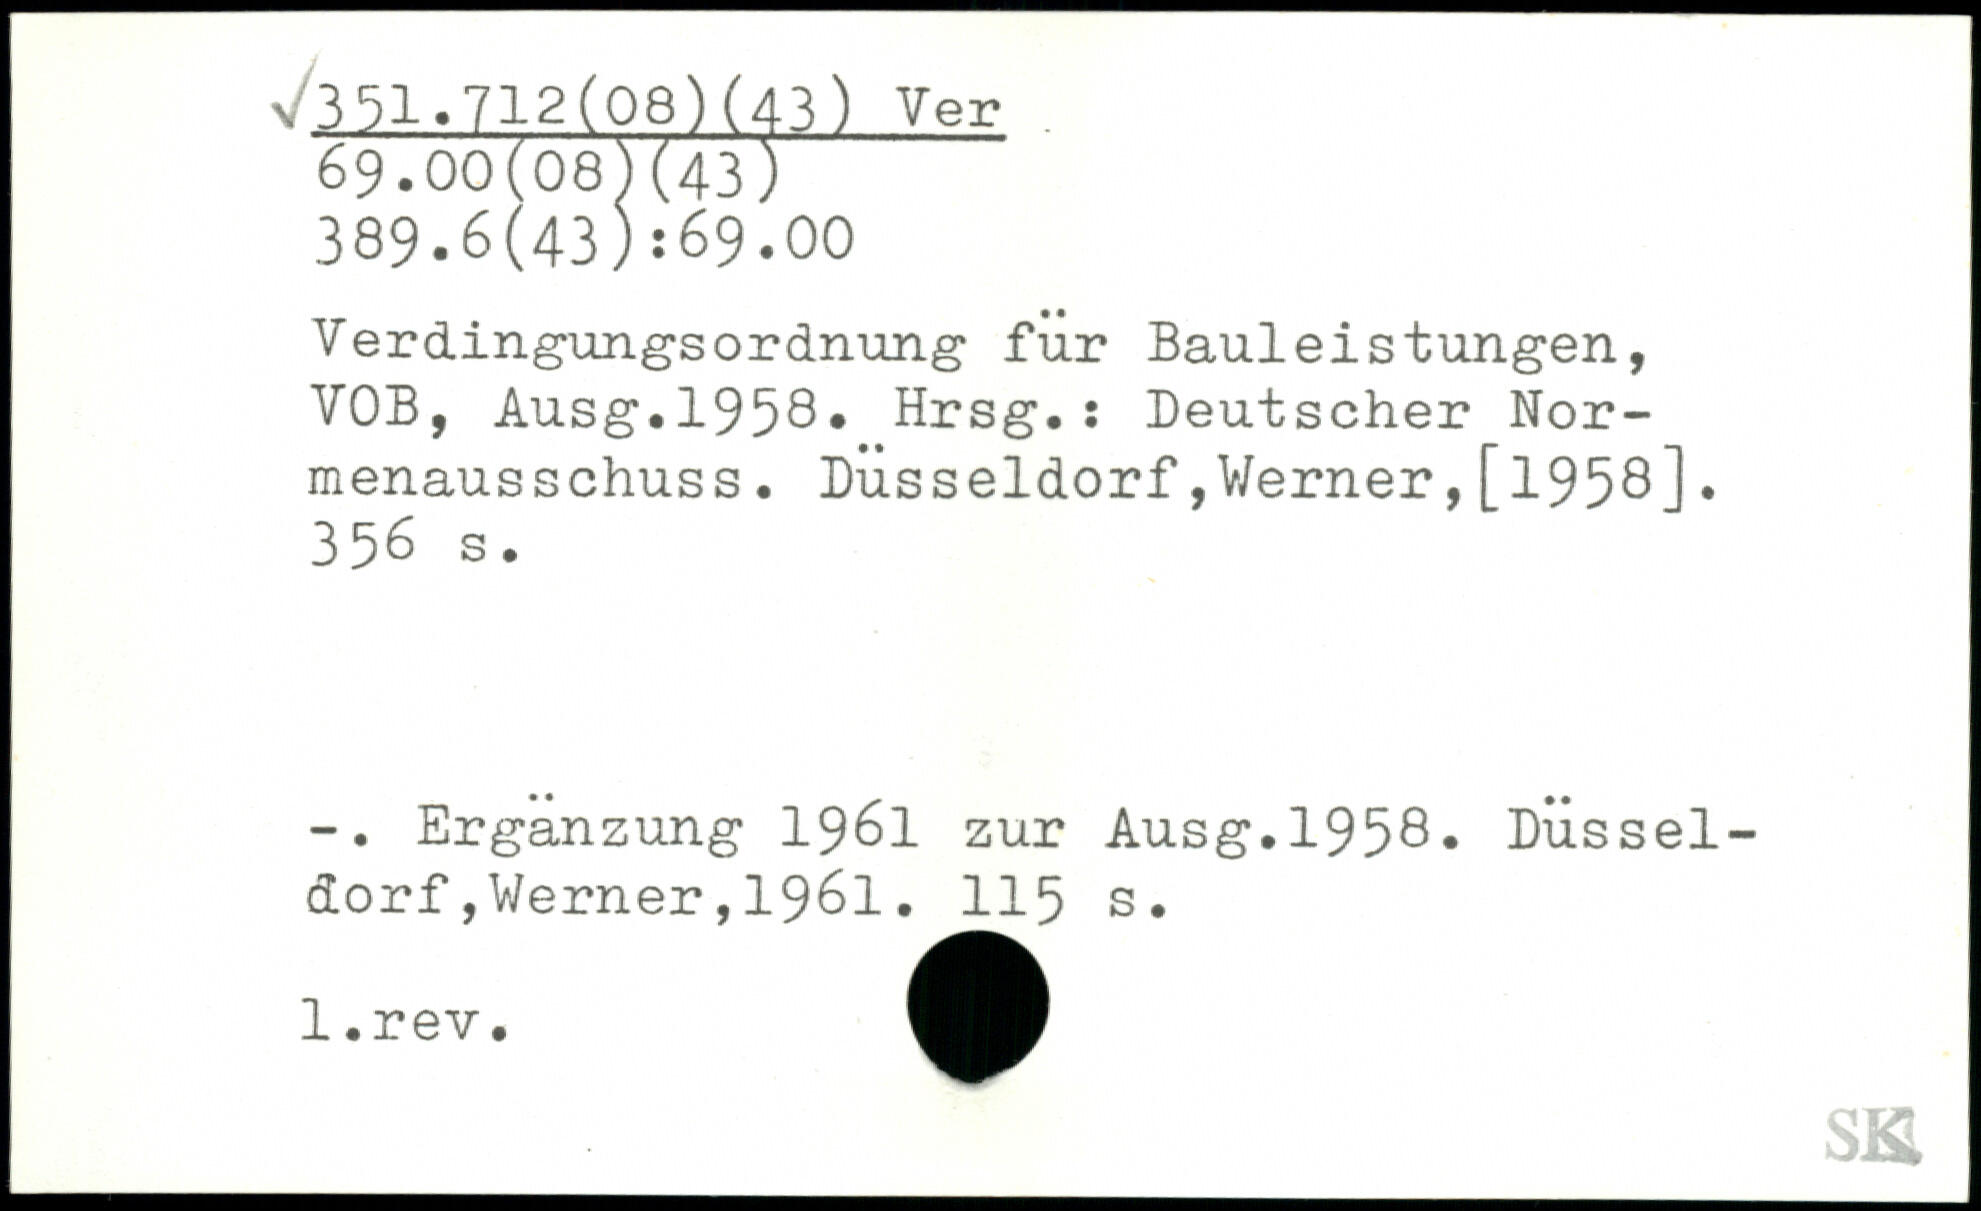 √351.712(08)(43) Ver
69.00(08)(43)
389.6(43):69.00
Verdingungsordnung für Bauleistungen,
VOB, Ausg.1958. Hrsg.: Deutscher Nor-
menausschuss. Düsseldorf,Werner,[1958].
356 s.
-. Ergänzung 1961 zur Ausg.1958. Düssel-
dorf,Werner,1961. 115 s.
1.rev.
SK